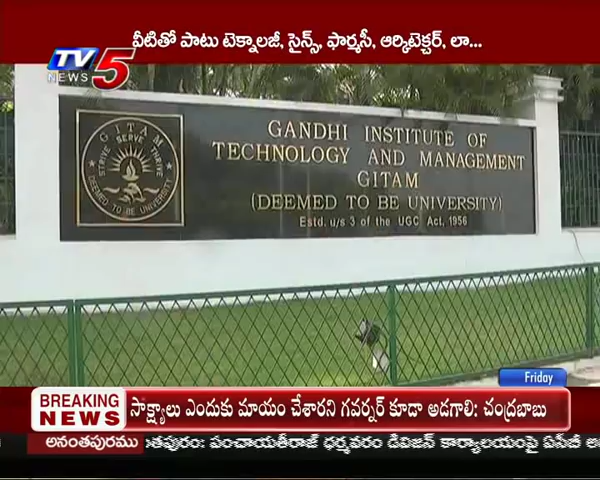 వీటితో పాటు టెక్నాలజీ, సైన్స్, ఫార్మసీ, ఆర్కిటెక్చర్, లా...
TV5
NEWS
GITAM
STRIVE SERVE THRIVE
DEEMED TO BE UNIVERSITY
GANDHI INSTITUTE OF
TECHNOLOGY AND MANAGEMENT
GITAM
(DEEMED TO BE UNIVERSITY)
Estd. u/s 3 of the UGC Act, 1956
Friday
BREAKING
NEWS
సాక్ష్యాలు ఎందుకు మాయం చేశారని గవర్నర్ కూడా అడగాలి: చంద్రబాబు
అనంతపురము
తపురం: పంచాయతీరాజ్ ధర్మవరం డివిజన్ కార్యాలయంపై ఏసీబీ